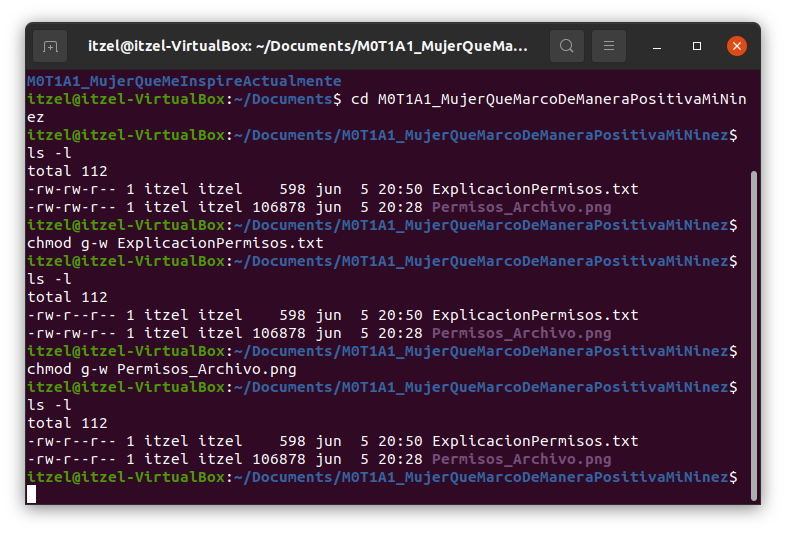 itzel@itzel-VirtualBox: ~/Documents/M0T1A1_MujerQueMa...
M0T1A1_MujerQueMeInspireActualmente
itzel@itzel-VirtualBox:~/Documents$ cd M0T1A1_MujerQueMarcoDeManeraPositivaMiNin
ez
itzel@itzel-VirtualBox:~/Documents/M0T1A1_MujerQueMarcoDeManeraPositivaMiNinez$
ls -l
total 112
-rw-rw-r-- 1 itzel itzel    598 jun  5 20:50 ExplicacionPermisos.txt
-rw-rw-r-- 1 itzel itzel 106878 jun  5 20:28 Permisos_Archivo.png
itzel@itzel-VirtualBox:~/Documents/M0T1A1_MujerQueMarcoDeManeraPositivaMiNinez$
chmod g-w ExplicacionPermisos.txt
itzel@itzel-VirtualBox:~/Documents/M0T1A1_MujerQueMarcoDeManeraPositivaMiNinez$
ls -l
total 112
-rw-r--r-- 1 itzel itzel    598 jun  5 20:50 ExplicacionPermisos.txt
-rw-rw-r-- 1 itzel itzel 106878 jun  5 20:28 Permisos_Archivo.png
itzel@itzel-VirtualBox:~/Documents/M0T1A1_MujerQueMarcoDeManeraPositivaMiNinez$
chmod g-w Permisos_Archivo.png
itzel@itzel-VirtualBox:~/Documents/M0T1A1_MujerQueMarcoDeManeraPositivaMiNinez$
ls -l
total 112
-rw-r--r-- 1 itzel itzel    598 jun  5 20:50 ExplicacionPermisos.txt
-rw-r--r-- 1 itzel itzel 106878 jun  5 20:28 Permisos_Archivo.png
itzel@itzel-VirtualBox:~/Documents/M0T1A1_MujerQueMarcoDeManeraPositivaMiNinez$